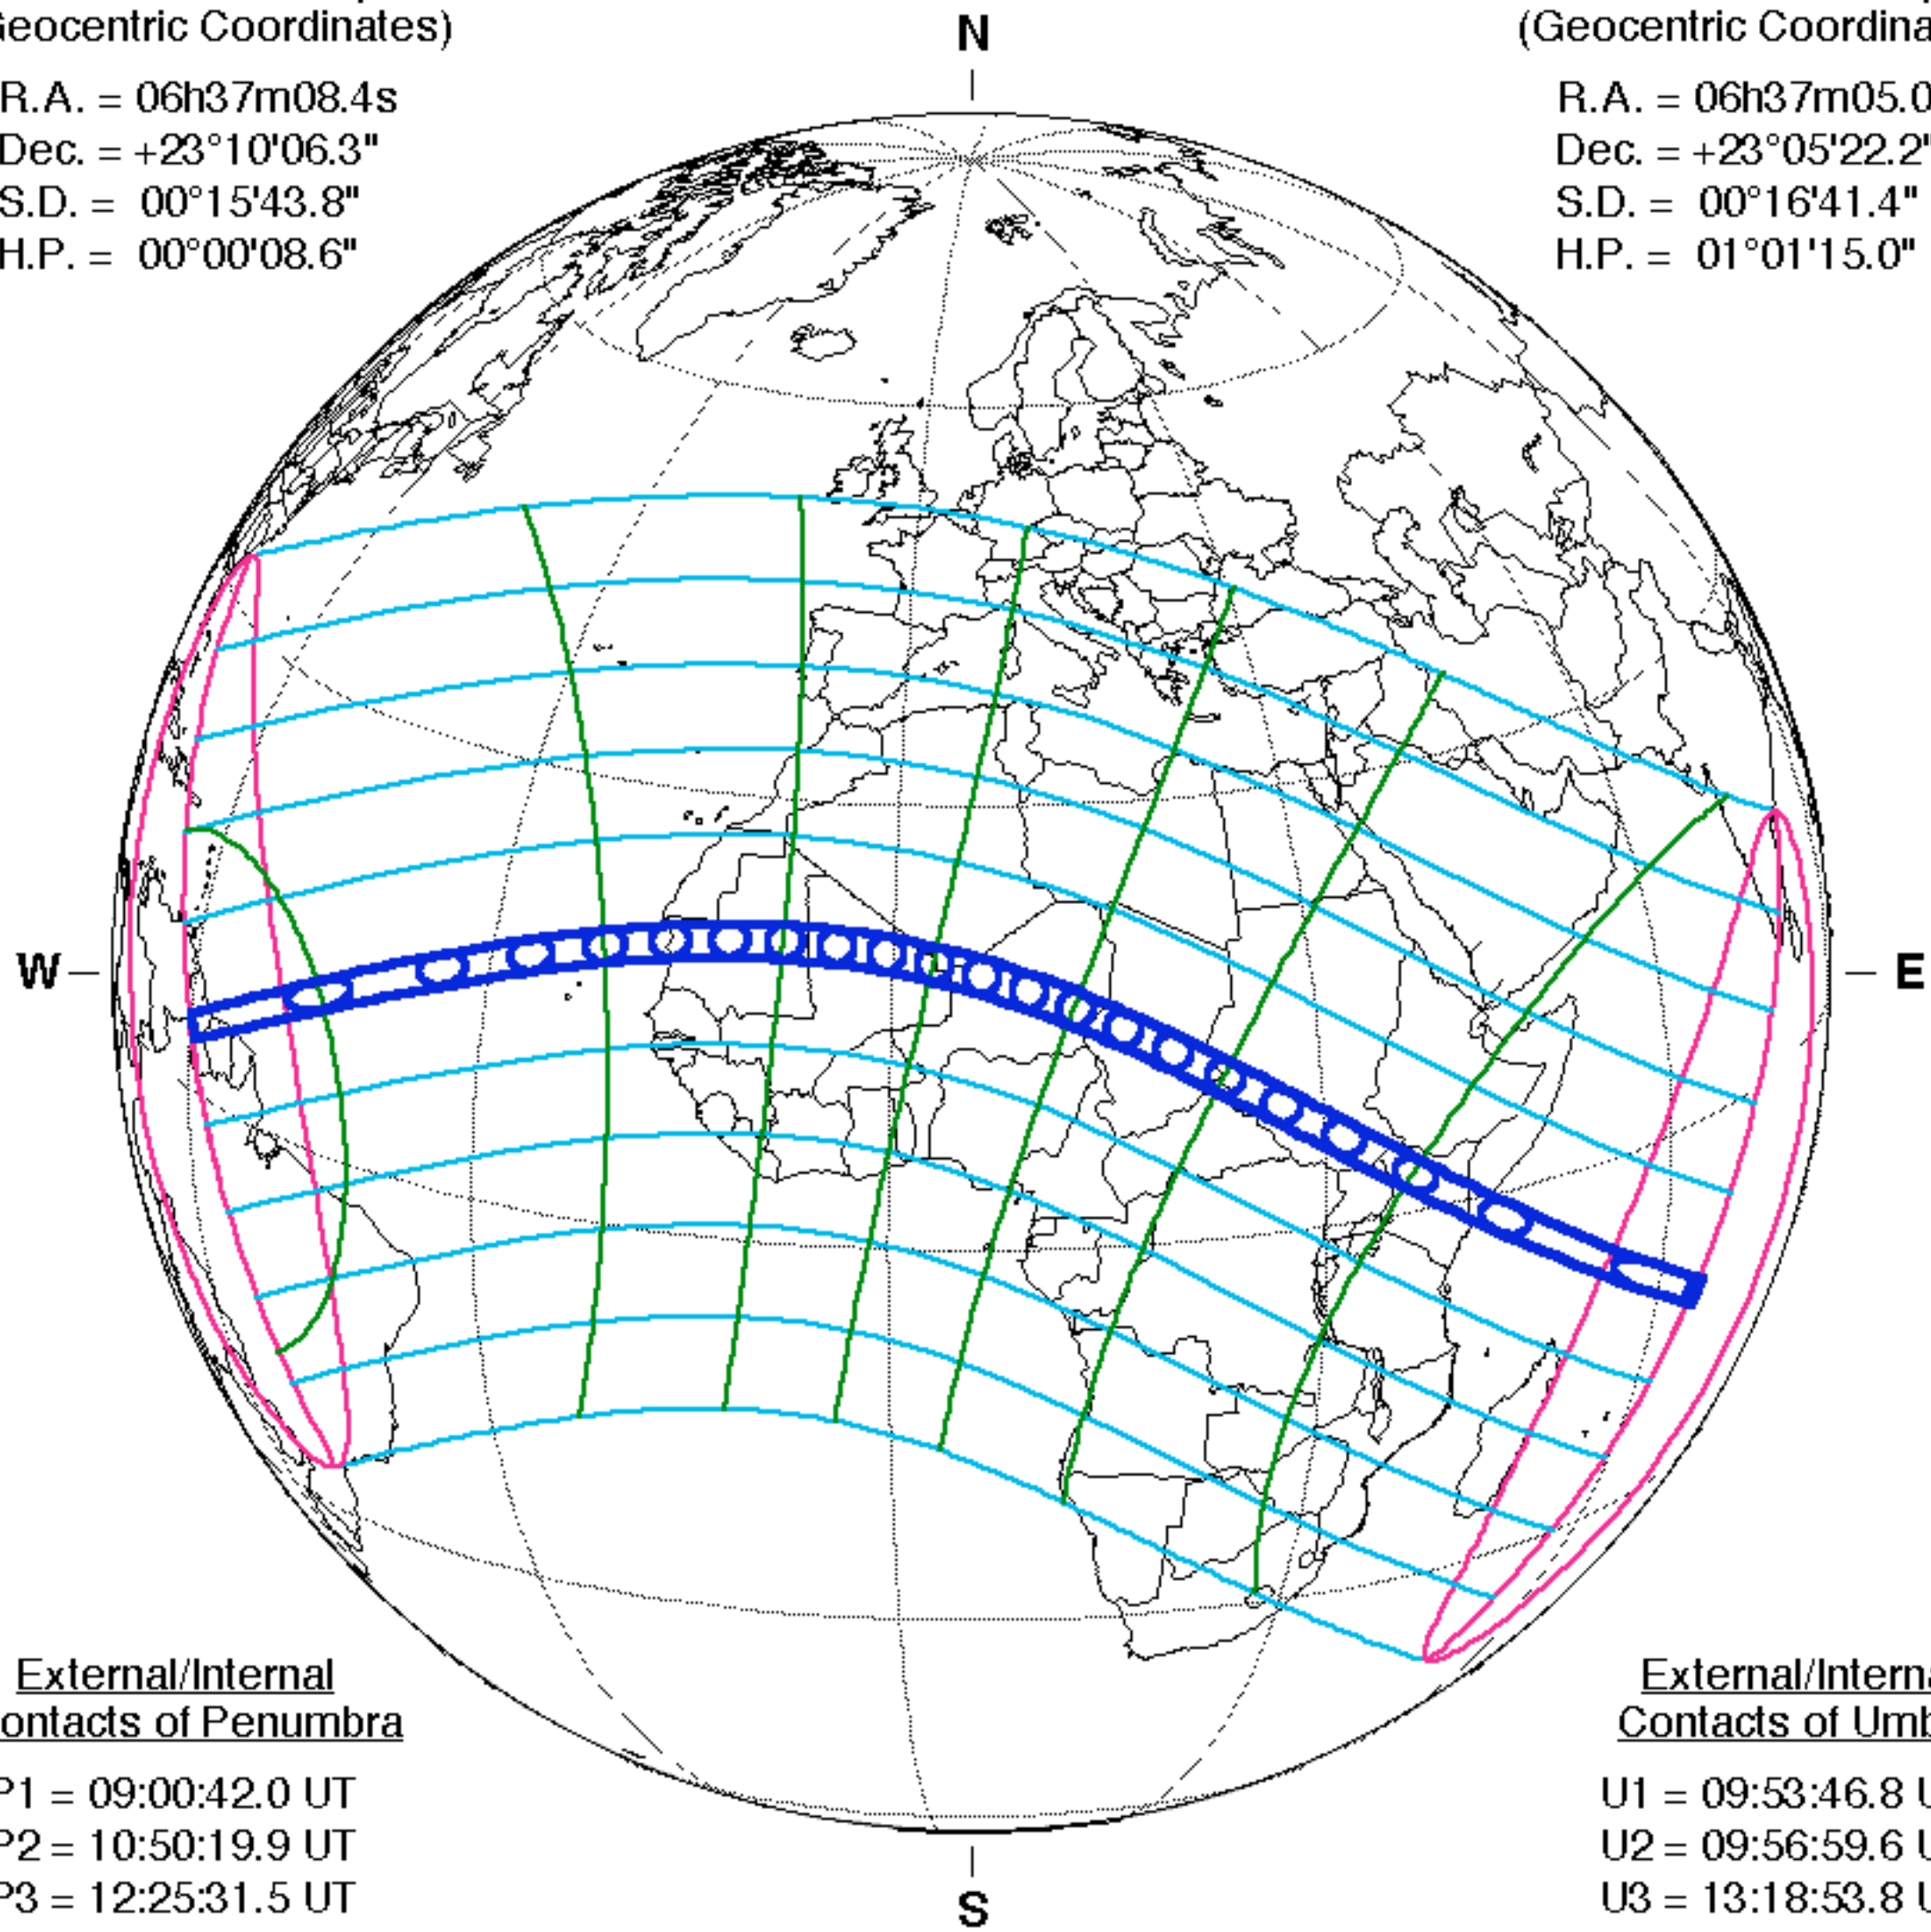 eocentric Coordinates)
R.A. = 06h37m08.4s
Dec. = +23°10'06.3"
S.D. = 00°15'43.8"
H.P. = 00°00'08.6"
N
(Geocentric Coordina
R.A. = 06h37m05.0
Dec. = +23°05'22.2"
S.D. = 00°16'41.4"
H.P. = 01°01'15.0"
W
E
External/Internal
ontacts of Penumbra
P1 = 09:00:42.0 UT
P2 = 10:50:19.9 UT
P3 = 12:25:31.5 UT
S
External/Interna
Contacts of Umb
U1 = 09:53:46.8 U
U2 = 09:56:59.6 U
U3 = 13:18:53.8 U